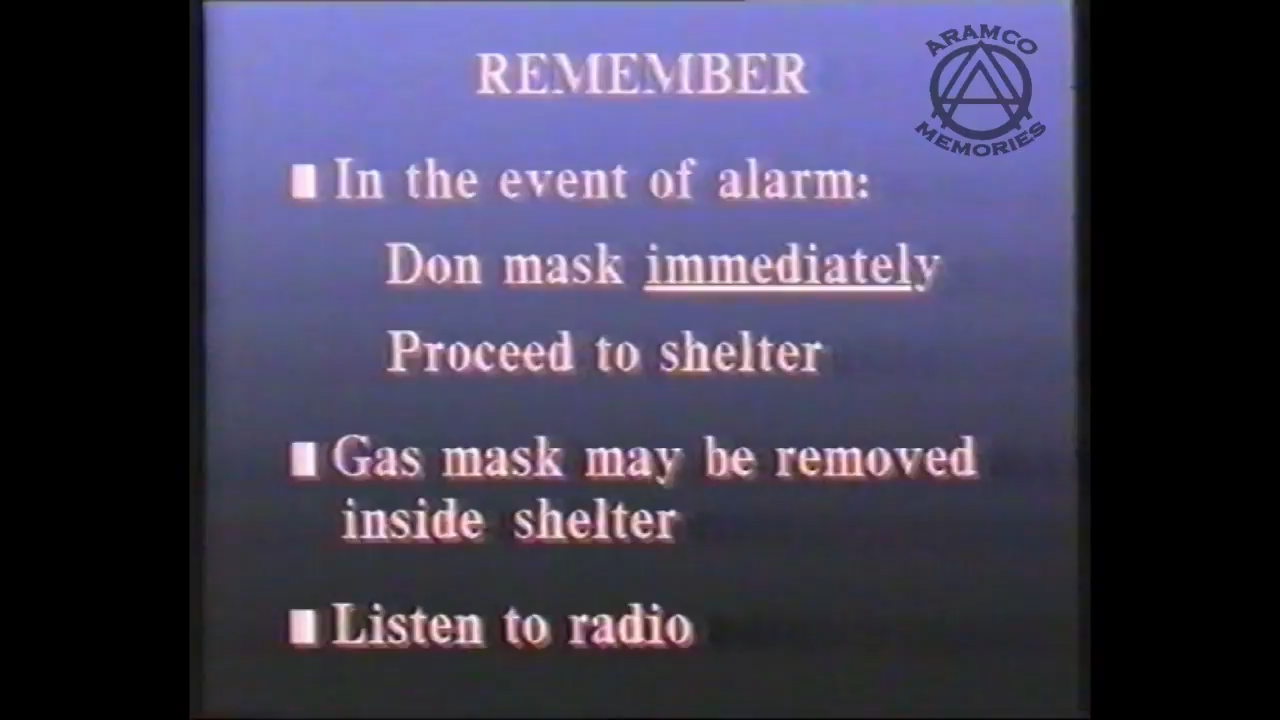 REMEMBER
ARAMCO
MEMORIES
In the event of alarm:
Don mask immediately
Proceed to shelter
Gas mask may be removed
inside shelter
Listen to radio